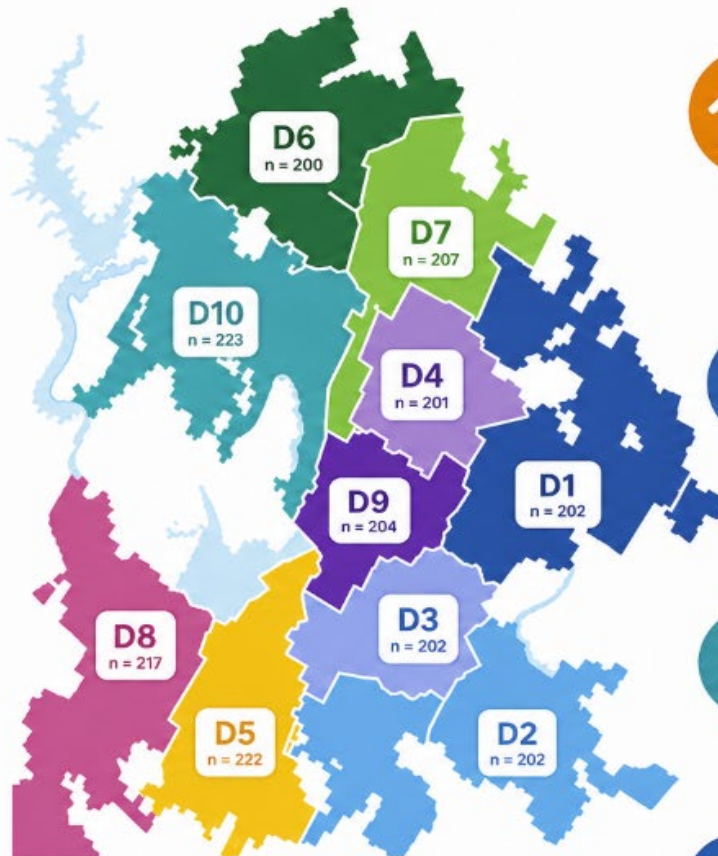 D6
n = 200
D7
n = 207
D10
n = 223
D4
n = 201
D9
n = 204
D1
n = 202
D8
n = 217
D3
n = 202
D5
n = 222
D2
n = 202